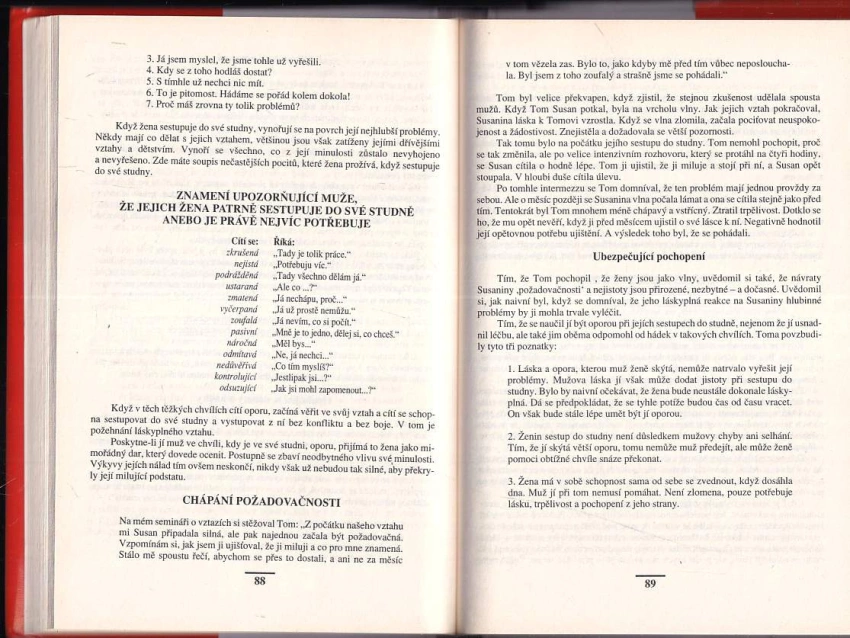 3. Já jsem myslel, že jsme tohle už vyřešili.
4. Kdy se z toho hodláš dostat?
5. S tímhle už nechci nic mít.
6. To je pitomost. Hádáme se pořád kolem dokola!
7. Proč máš zrovna ty tolik problémů?
Když žena sestupuje do své studny, vynořují se na povrch její nejhlubší problémy.
Někdy mají co dělat s jejich vztahem, většinou jsou však zatíženy jejími dřívějšími
vztahy a dětstvím. Vynoří se všechno, co z její minulosti zůstalo nevyhojeno
a nevyřešeno. Zde máte soupis nečastějších pocitů, které žena prožívá, když sestupuje
do své studny.
ZNAMENÍ UPOZORŇUJÍCÍ MUŽE,
ŽE JEJICH ŽENA PATRNĚ SESTUPUJE DO SVÉ STUDNĚ
ANEBO JE PRÁVĚ NEJVÍC POTŘEBUJE
Cítí se: Říká:
zkrušená „Tady je tolik práce.“
nejistá „Potřebuju víc.“
podrážděná „Tady všechno dělám já.“
ustaraná „Ale co ...?“
zmatená „Já nechápu, proč...“
vyčerpaná „Já už prostě nemůžu.“
zoufalá „Já nevím, co si počít.“
pasivní „Mně je to jedno, dělej si, co chceš.“
náročná „Měl bys...“
odmítavá „Ne, já nechci...“
nedůvěřivá „Co tím myslíš?“
kontrolující „Jestlipak jsi...?“
odsuzující „Jak jsi mohl zapomenout...?“
Když v těch těžkých chvílích cítí oporu, začíná věřit ve svůj vztah a cítí se schop-
na sestupovat do své studny a vystupovat z ní bez konfliktu a bez boje. V tom je
požehnání láskyplného vztahu.
Poskytne-li jí muž ve chvíli, kdy je ve své studni, oporu, přijímá to žena jako mi-
mořádný dar, který dovede ocenit. Postupně se zbaví neodbytného vlivu své minulosti.
Výkyvy jejích nálad tím ovšem neskončí, nikdy však už nebudou tak silné, aby překry-
ly její milující podstatu.
CHÁPÁNÍ POŽADOVAČNOSTI
Na mém semináři o vztazích si stěžoval Tom: „Z počátku našeho vztahu
mi Susan připadala silná, ale pak najednou začala být požadovačná.
Vzpomínám si, jak jsem ji ujišťoval, že ji miluji a co pro mne znamená.
Stálo mě spoustu řečí, abychom se přes to dostali, a ani ne za měsíc
88
v tom vězela zas. Bylo to, jako kdyby mě před tím vůbec neposloucha-
la. Byl jsem z toho zoufalý a strašně jsme se pohádali.“
Tom byl velice překvapen, když zjistil, že stejnou zkušenost udělala spousta
mužů. Když Tom Susan potkal, byla na vrcholu vlny. Jak jejich vztah pokračoval,
Susanina láska k Tomovi vzrostla. Když se vlna zlomila, začala pociťovat neuspoko-
jenost a žádostivost. Znejistěla a dožadovala se větší pozornosti.
Tak tomu bylo na počátku jejího sestupu do studny. Tom nemohl pochopit, proč
se tak změnila, ale po velice intenzivním rozhovoru, který se protáhl na čtyři hodiny,
se Susan cítila o hodně lépe. Tom ji ujistil, že ji miluje a stojí při ní, a Susan opět
stoupala. V hloubi duše cítila úlevu.
Po tomhle intermezzu se Tom domníval, že ten problém mají jednou provždy za
sebou. Ale o měsíc později se Susanina vlna počala lámat a ona se cítila stejně jako před
tím. Tentokrát byl Tom mnohem méně chápavý a vstřícný. Ztratil trpělivost. Dotklo se
ho, že mu opět nevěří, když ji před měsícem ujistil o své lásce k ní. Negativně hodnotil
její opětovnou potřebu ujištění. A výsledek toho byl, že se pohádali.
Ubezpečující pochopení
Tím, že Tom pochopil , že ženy jsou jako vlny, uvědomil si také, že návraty
Susaniny ‚požadovačnosti‘ a nejistoty jsou přirozené, nezbytné – a dočasné. Uvědomil
si, jak naivní byl, když se domníval, že jeho láskyplná reakce na Susaniny hlubinné
problémy by ji mohla trvale vyléčit.
Tím, že se naučil jí být oporou při jejích sestupech do studně, nejenom že jí usnad-
nil léčbu, ale také jim oběma odpomohl od hádek v takových chvílích. Toma povzbudi-
ly tyto tři poznatky:
1. Láska a opora, kterou muž ženě skýtá, nemůže natrvalo vyřešit její
problémy. Mužova láska jí však může dodat jistoty při sestupu do
studny. Bylo by naivní očekávat, že žena bude neustále dokonale lásky-
plná. Dá se předpokládat, že se tyhle potíže budou čas od času vracet.
On však bude stále lépe umět být jí oporou.
2. Ženin sestup do studny není důsledkem mužovy chyby ani selhání.
Tím, že jí skýtá větší oporu, tomu nemůže muž předejít, ale může ženě
pomoci obtížné chvíle snáze překonat.
3. Žena má v sobě schopnost sama od sebe se zvednout, když dosáhla
dna. Muž jí při tom nemusí pomáhat. Není zlomena, pouze potřebuje
lásku, trpělivost a pochopení z jeho strany.
89